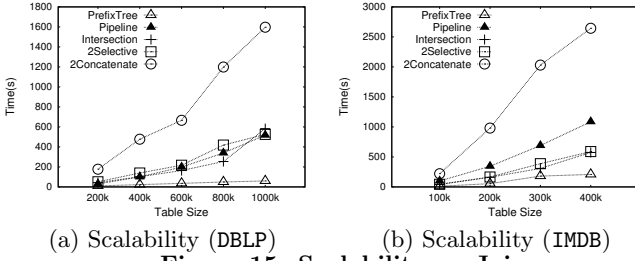 1800
1600
1400
1200
1000
800
600
400
200
0
Time(s)
PrefixTree
Pipeline
Intersection
2Selective
2Concatenate
200k 400k 600k 800k 1000k
Table Size
(a) Scalability (DBLP)
3000
2500
2000
1500
1000
500
0
Time(s)
PrefixTree
Pipeline
Intersection
2Selective
2Concatenate
100k 200k 300k 400k
Table Size
(b) Scalability (IMDB)
Figure 15: Scalability